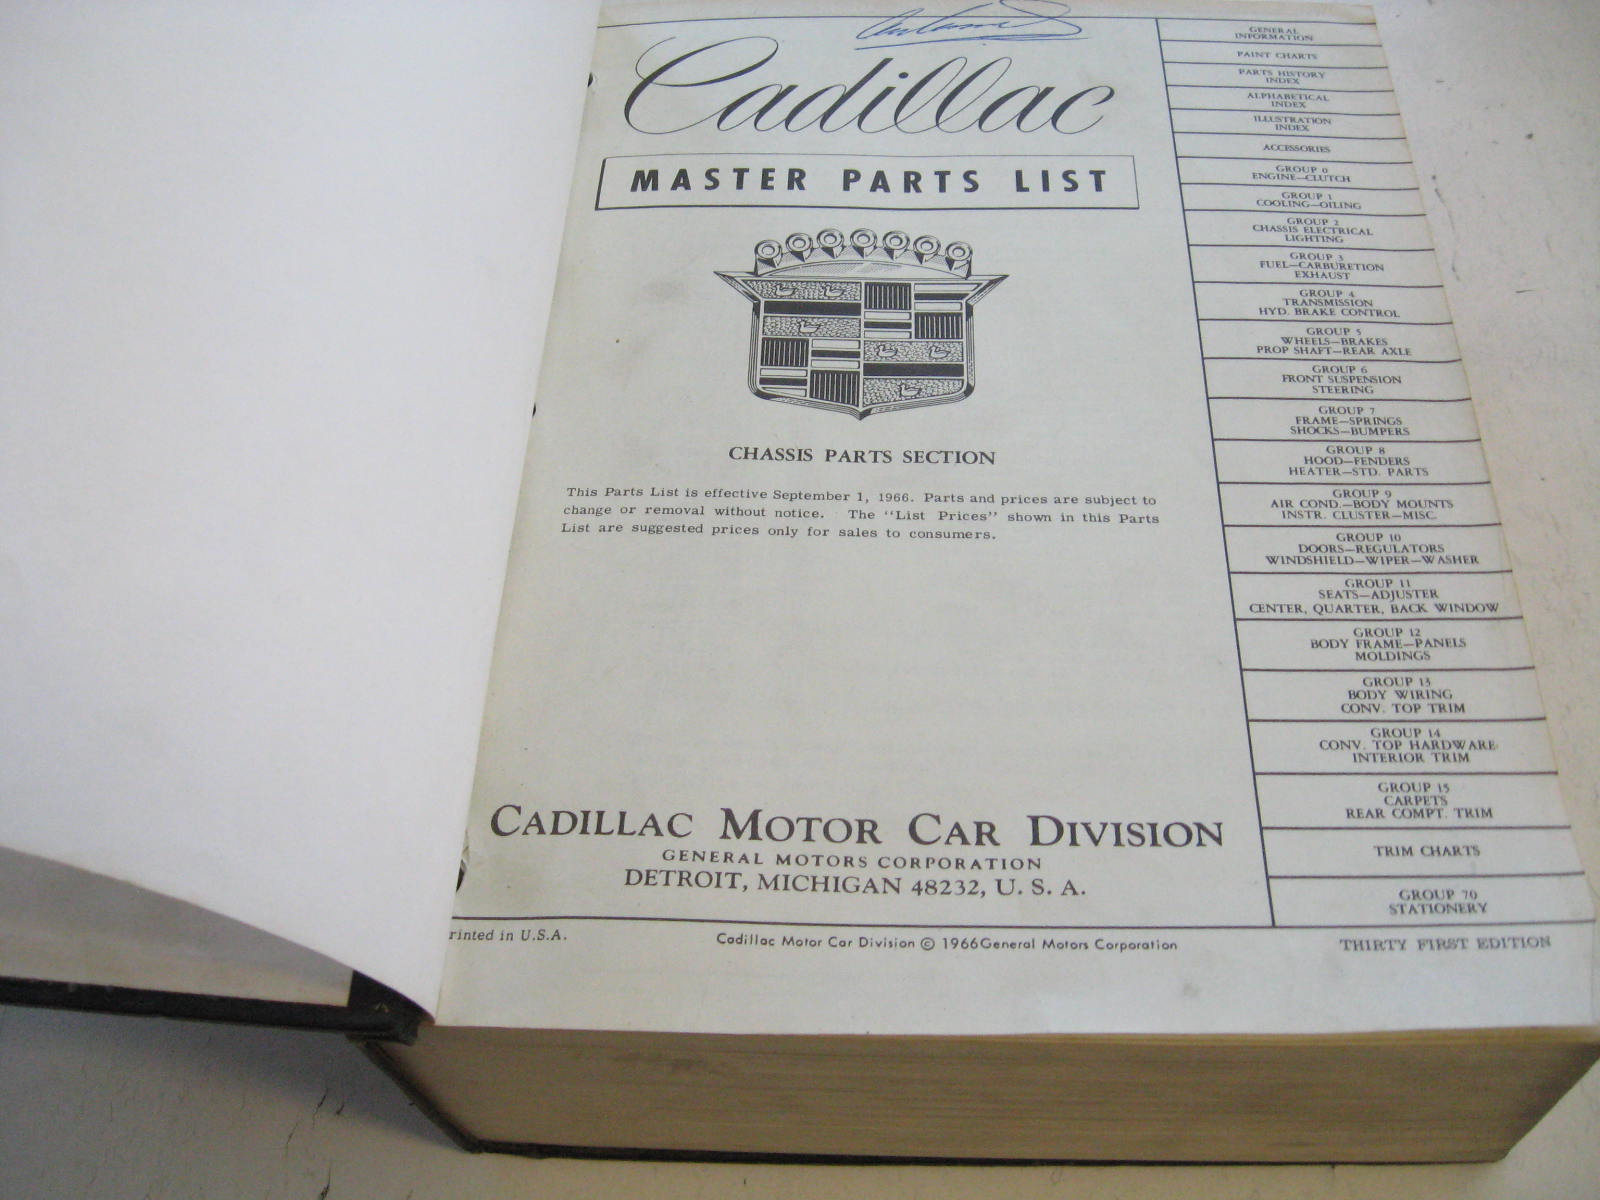 Cadillac
MASTER PARTS LIST
CHASSIS PARTS SECTION
This Parts List is effective September 1, 1966. Parts and prices are subject to
change or removal without notice. The "List Prices" shown in this Parts
List are suggested prices only for sales to consumers.
CADILLAC MOTOR CAR DIVISION
GENERAL MOTORS CORPORATION
DETROIT, MICHIGAN 48232, U. S. A.
rinted in U.S.A.
Cadillac Motor Car Division © 1966 General Motors Corporation
THIRTY FIRST EDITION
GENERAL
INFORMATION
PAINT CHARTS
PARTS HISTORY
INDEX
ALPHABETICAL
INDEX
ILLUSTRATION
INDEX
ACCESSORIES
GROUP 0
ENGINE—CLUTCH
GROUP 1
COOLING—OILING
GROUP 2
CHASSIS ELECTRICAL
LIGHTING
GROUP 3
FUEL—CARBURETION
EXHAUST
GROUP 4
TRANSMISSION
HYD. BRAKE CONTROL
GROUP 5
WHEELS—BRAKES
PROP SHAFT—REAR AXLE
GROUP 6
FRONT SUSPENSION
STEERING
GROUP 7
FRAME—SPRINGS
SHOCKS—BUMPERS
GROUP 8
HOOD—FENDERS
HEATER—STD. PARTS
GROUP 9
AIR COND.—BODY MOUNTS
INSTR. CLUSTER—MISC.
GROUP 10
DOORS—REGULATORS
WINDSHIELD—WIPER—WASHER
GROUP 11
SEATS—ADJUSTER
CENTER, QUARTER, BACK WINDOW
GROUP 12
BODY FRAME—PANELS
MOLDINGS
GROUP 13
BODY WIRING
CONV. TOP TRIM
GROUP 14
CONV. TOP HARDWARE
INTERIOR TRIM
GROUP 15
CARPETS
REAR COMPT. TRIM
TRIM CHARTS
GROUP 70
STATIONERY